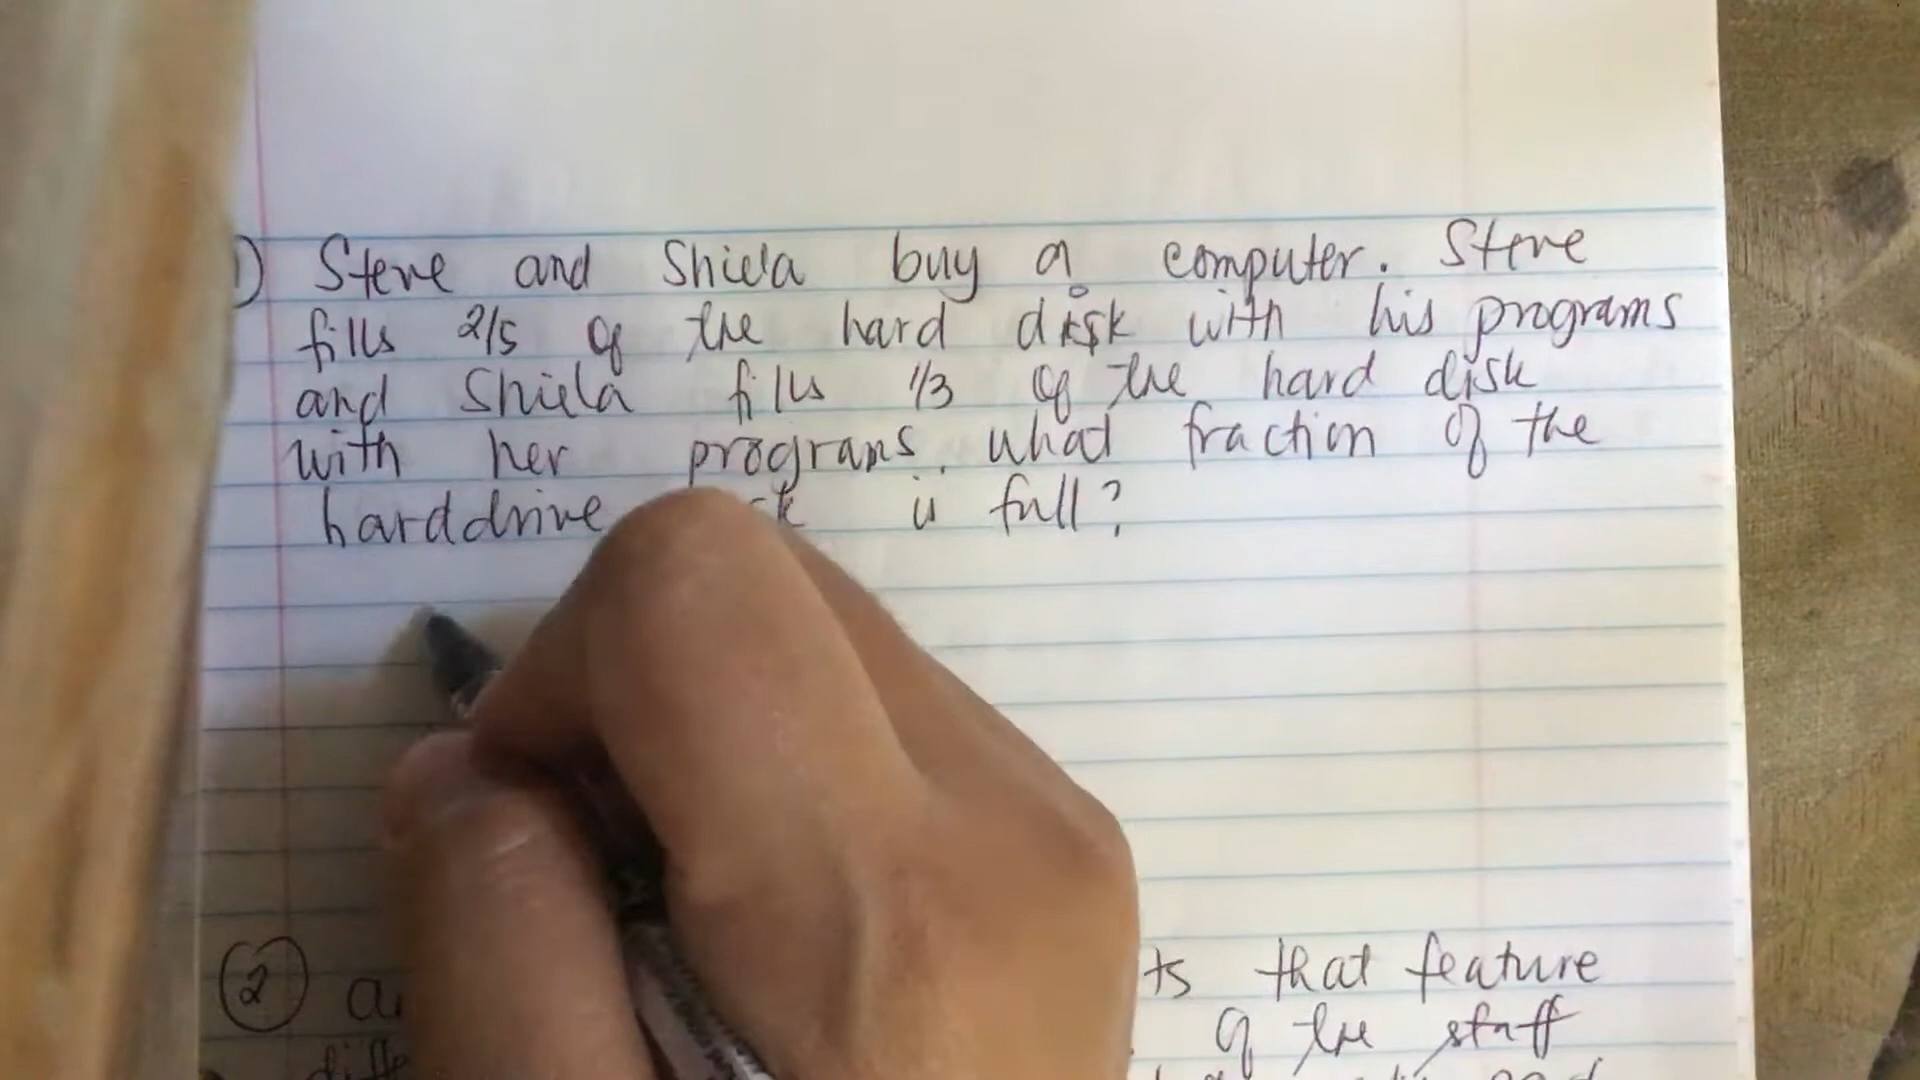 1) Steve and Shiela buy a computer. Steve
fills 2/5 of the hard disk with his programs
and Shiela fills 1/3 of the hard disk
with her programs. what fraction of the
harddrive is full?
2
ts that feature
of the staff